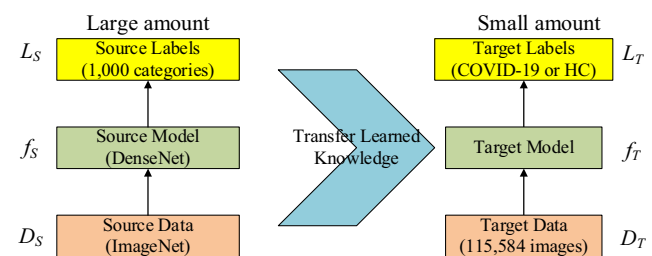 Large amount
Small amount
L_S
Source Labels
(1,000 categories)
Target Labels
(COVID-19 or HC)
L_T
f_S
Source Model
(DenseNet)
Transfer Learned
Knowledge
Target Model
f_T
D_S
Source Data
(ImageNet)
Target Data
(115,584 images)
D_T